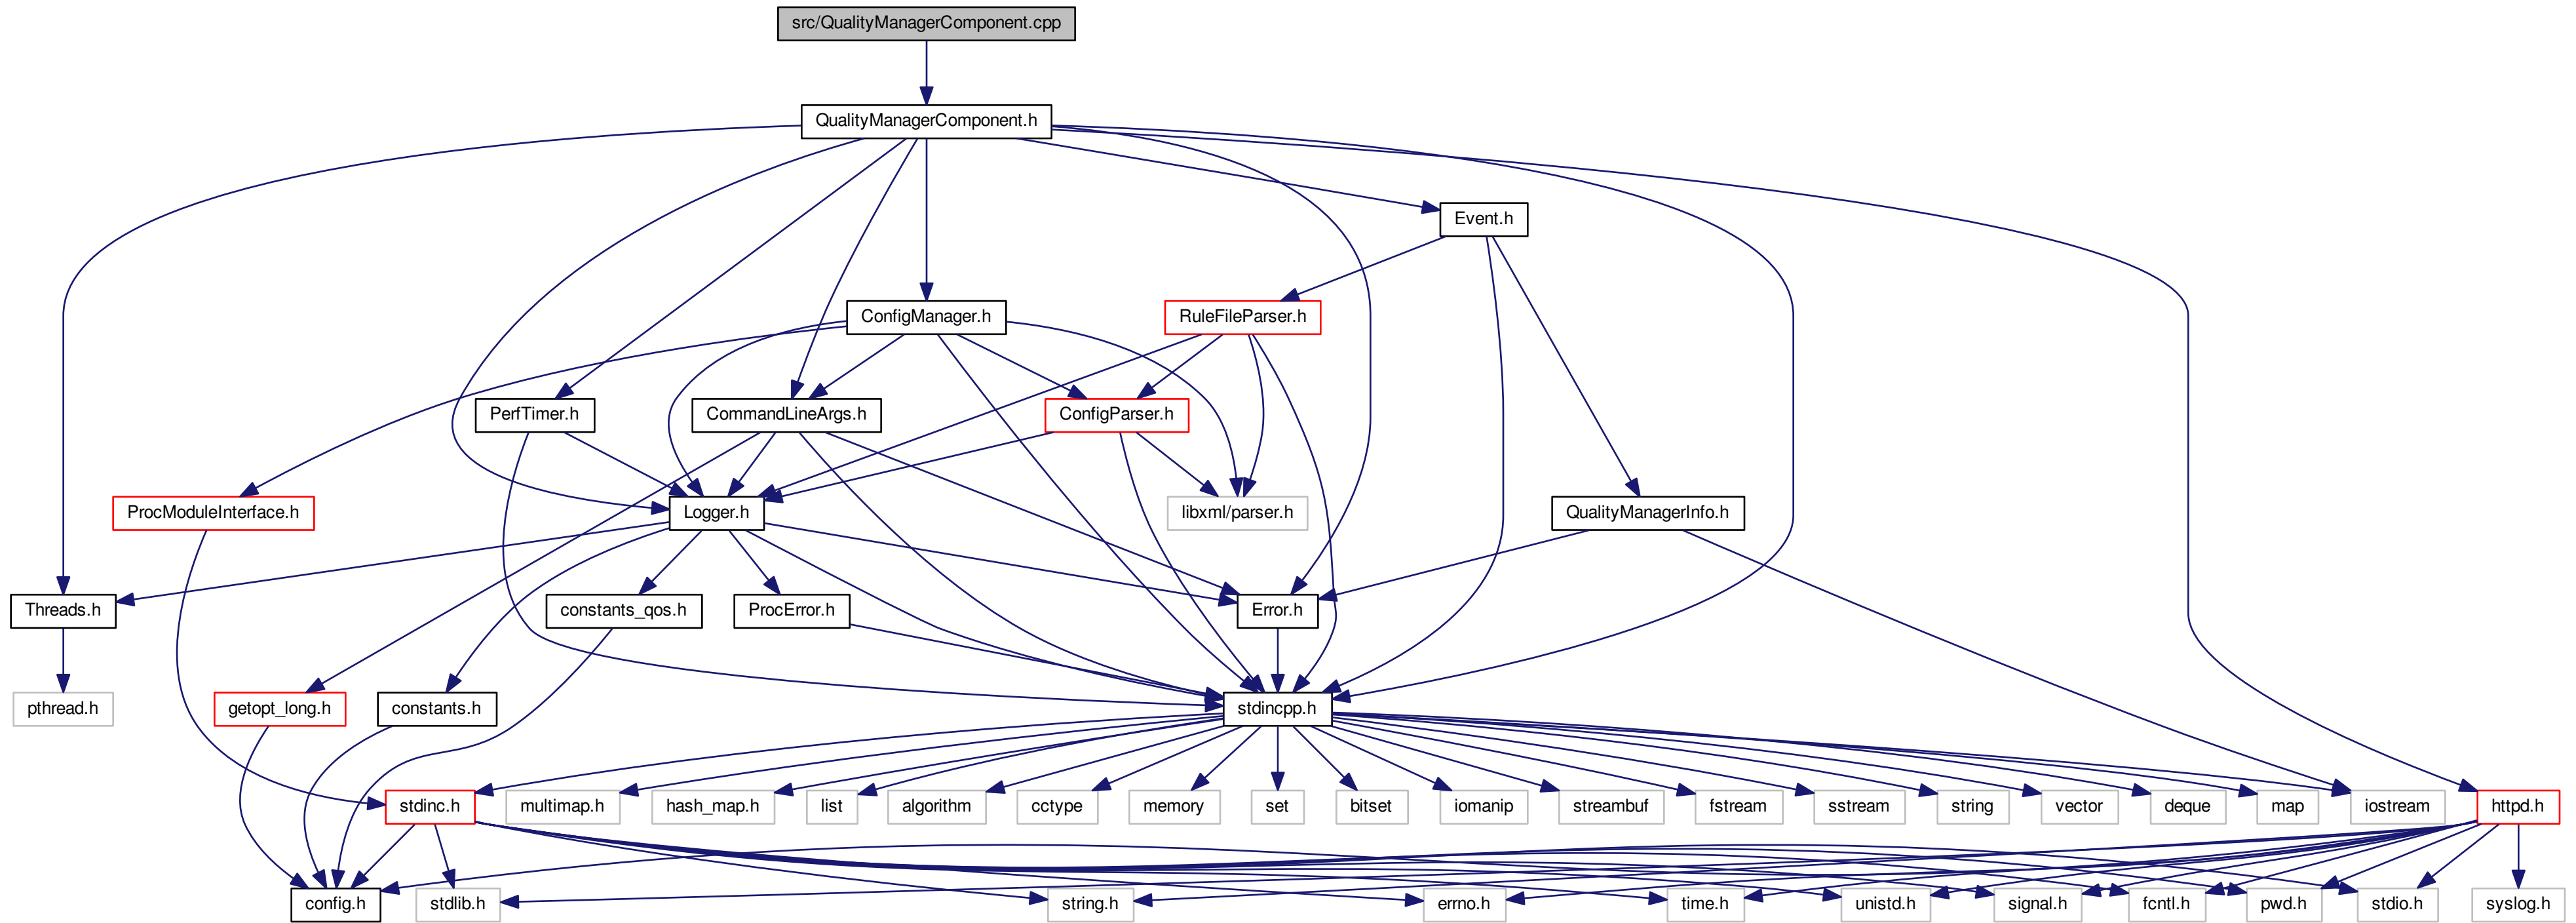 src/QualityManagerComponent.cpp
QualityManagerComponent.h
Event.h
ConfigManager.h
RuleFileParser.h
PerfTimer.h
CommandLineArgs.h
ConfigParser.h
ProcModuleInterface.h
Logger.h
libxml/parser.h
QualityManagerInfo.h
Threads.h
constants_qos.h
ProcError.h
Error.h
pthread.h
getopt_long.h
constants.h
stdincpp.h
stdinc.h
multimap.h
hash_map.h
list
algorithm
cctype
memory
set
bitset
iomanip
streambuf
fstream
sstream
string
vector
deque
map
iostream
httpd.h
config.h
stdlib.h
string.h
errno.h
time.h
unistd.h
signal.h
fcntl.h
pwd.h
stdio.h
syslog.h